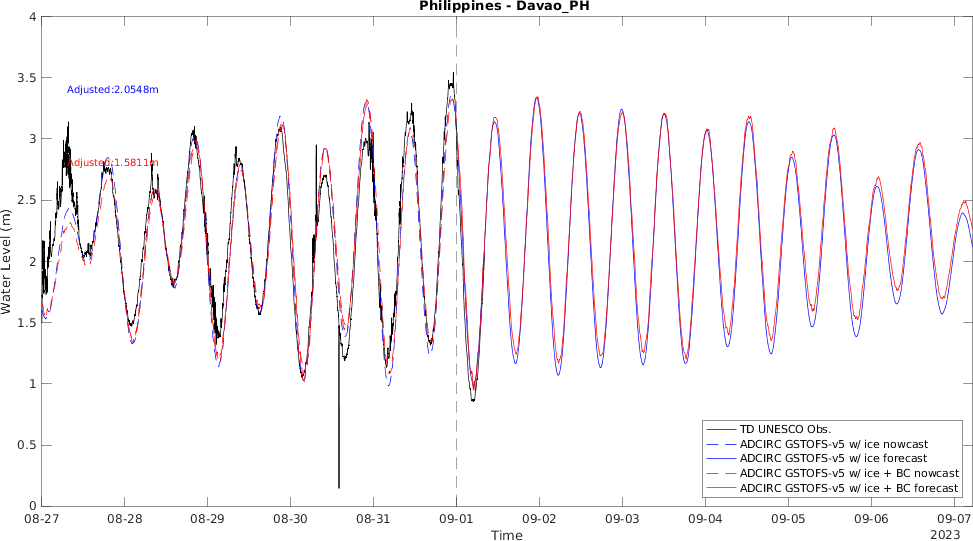 Philippines - Davao_PH
4
3.5
3
2.5
2
1.5
1
0.5
0
Water Level (m)
Adjusted:2.0548m
Adjusted:1.5811m
TD UNESCO Obs.
ADCIRC GSTOFS-v5 w/ ice nowcast
ADCIRC GSTOFS-v5 w/ ice forecast
ADCIRC GSTOFS-v5 w/ ice + BC nowcast
ADCIRC GSTOFS-v5 w/ ice + BC forecast
08-27 08-28 08-29 08-30 08-31 09-01 09-02 09-03 09-04 09-05 09-06 09-07
Time
2023